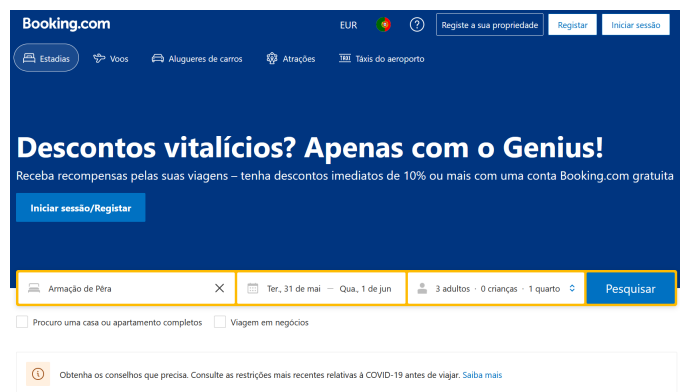 Booking.com
EUR
Registe a sua propriedade
Registar
Iniciar sessão
Estadias
Voos
Alugueres de carros
Atrações
TAXI
Táxis do aeroporto
Descontos vitalícios? Apenas com o Genius!
Receba recompensas pelas suas viagens – tenha descontos imediatos de 10% ou mais com uma conta Booking.com gratuita
Iniciar sessão/Registar
Armação de Pêra
Ter., 31 de mai — Qua., 1 de jun
3 adultos · 0 crianças · 1 quarto
Pesquisar
Procuro uma casa ou apartamento completos
Viagem em negócios
Obtenha os conselhos que precisa. Consulte as restrições mais recentes relativas à COVID-19 antes de viajar. Saiba mais